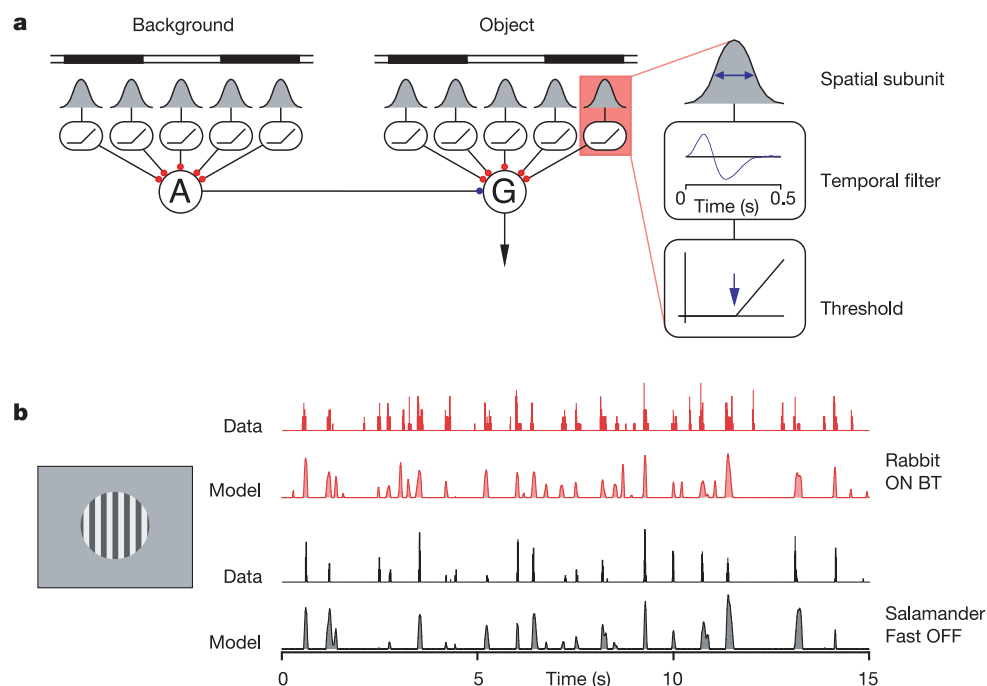 a
Background
Object
Spatial subunit
A
G
0
0.5
Time (s)
Temporal filter
Threshold
b
Data
Model
Rabbit
ON BT
Data
Model
Salamander
Fast OFF
0
5
Time (s)
10
15